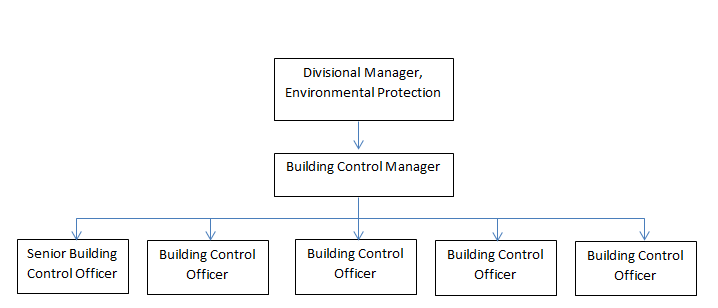 Divisional Manager,
Environmental Protection
Building Control Manager
Senior Building
Control Officer
Building Control
Officer
Building Control
Officer
Building Control
Officer
Building Control
Officer